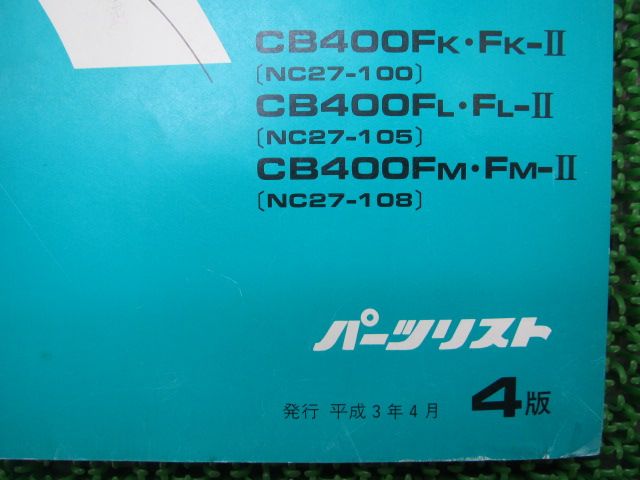 CB400FK・FK-II
〔NC27-100〕
CB400FL・FL-II
〔NC27-105〕
CB400FM・FM-II
〔NC27-108〕
パーツリスト
発行 平成3年4月 4版